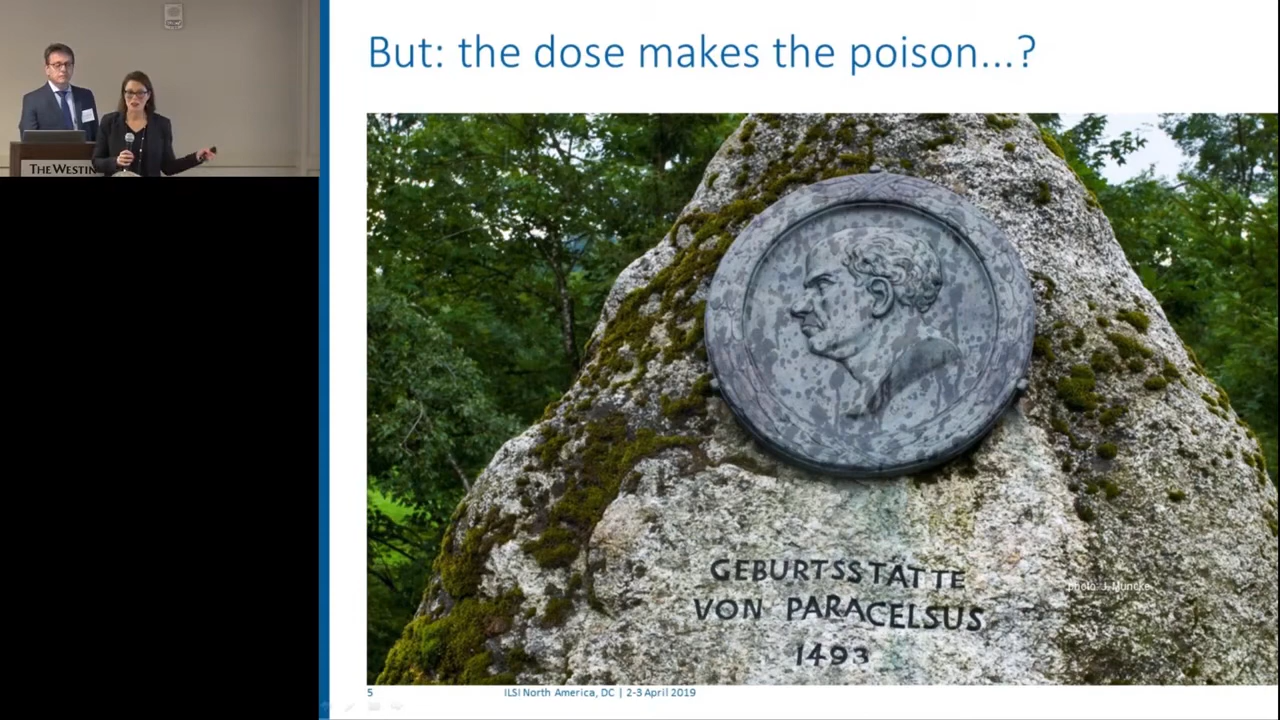 But: the dose makes the poison...?
THE WESTIN
GEBURTSSTÄTTE
VON PARACELSUS
1493
photo: J. Muncke
5
ILSI North America, DC | 2-3 April 2019